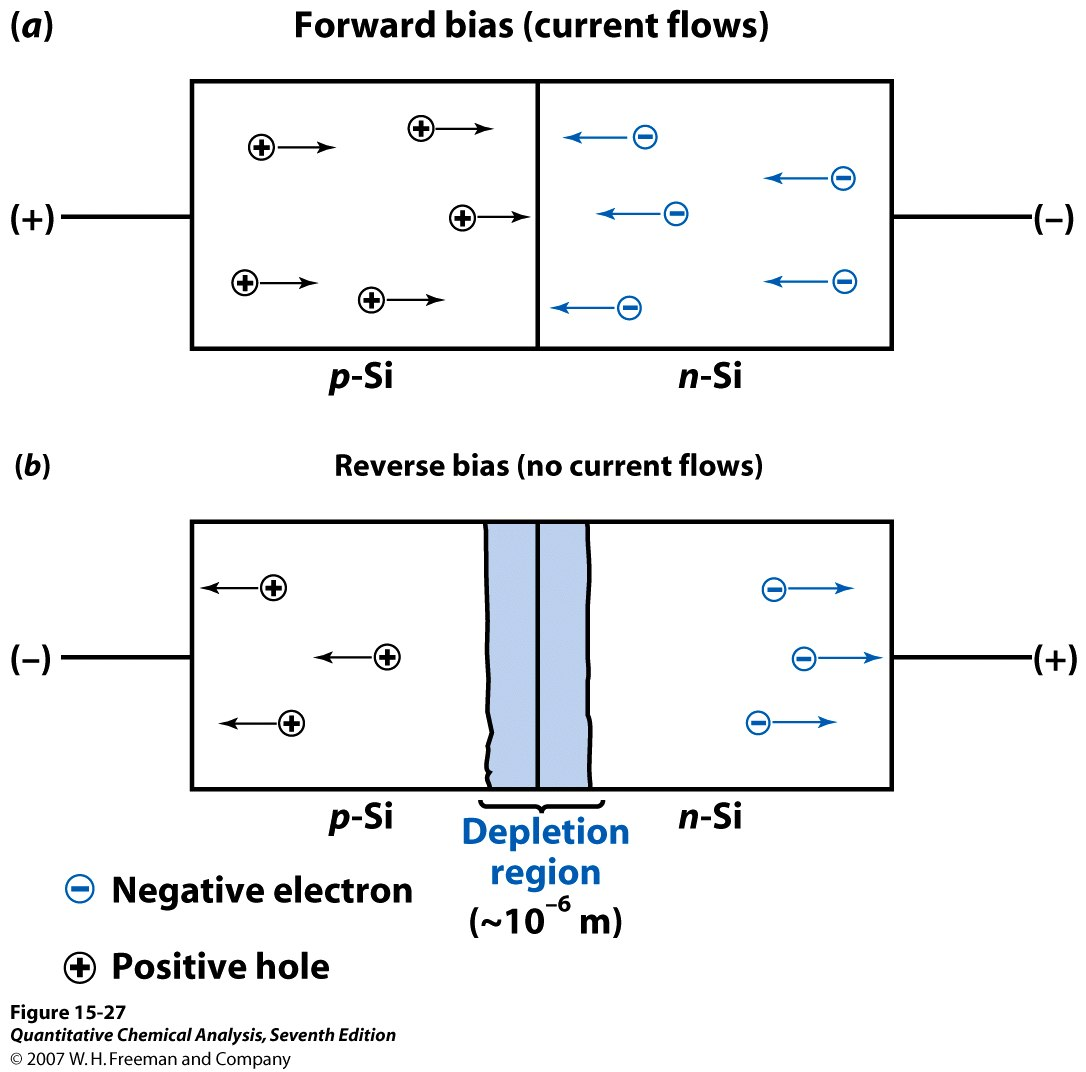 (a) Forward bias (current flows)
(+) (–)
p-Si n-Si
(b) Reverse bias (no current flows)
(–) (+)
p-Si n-Si
Depletion
region
(~10⁻⁶ m)
Negative electron
Positive hole
Figure 15-27
Quantitative Chemical Analysis, Seventh Edition
© 2007 W. H. Freeman and Company